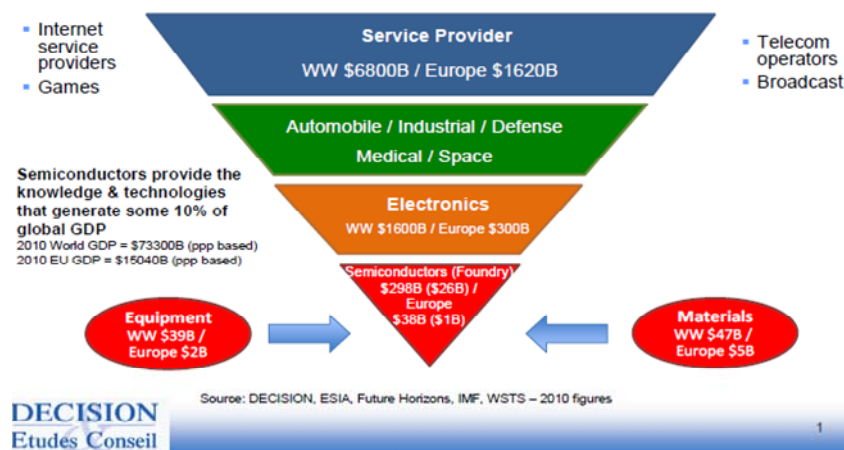 ▪ Internet
service
providers
▪ Games
Service Provider
WW $6800B / Europe $1620B
▪ Telecom
operators
▪ Broadcast
Automobile / Industrial / Defense
Medical / Space
Semiconductors provide the
knowledge & technologies
that generate some 10% of
global GDP
2010 World GDP = $73300B (ppp based)
2010 EU GDP = $15040B (ppp based)
Electronics
WW $1600B / Europe $300B
Semiconductors (Foundry)
$298B ($26B) /
Europe
$38B ($1B)
Equipment
WW $39B /
Europe $2B
Materials
WW $47B /
Europe $5B
Source: DECISION, ESIA, Future Horizons, IMF, WSTS – 2010 figures
DECISION
&
Etudes Conseil
1